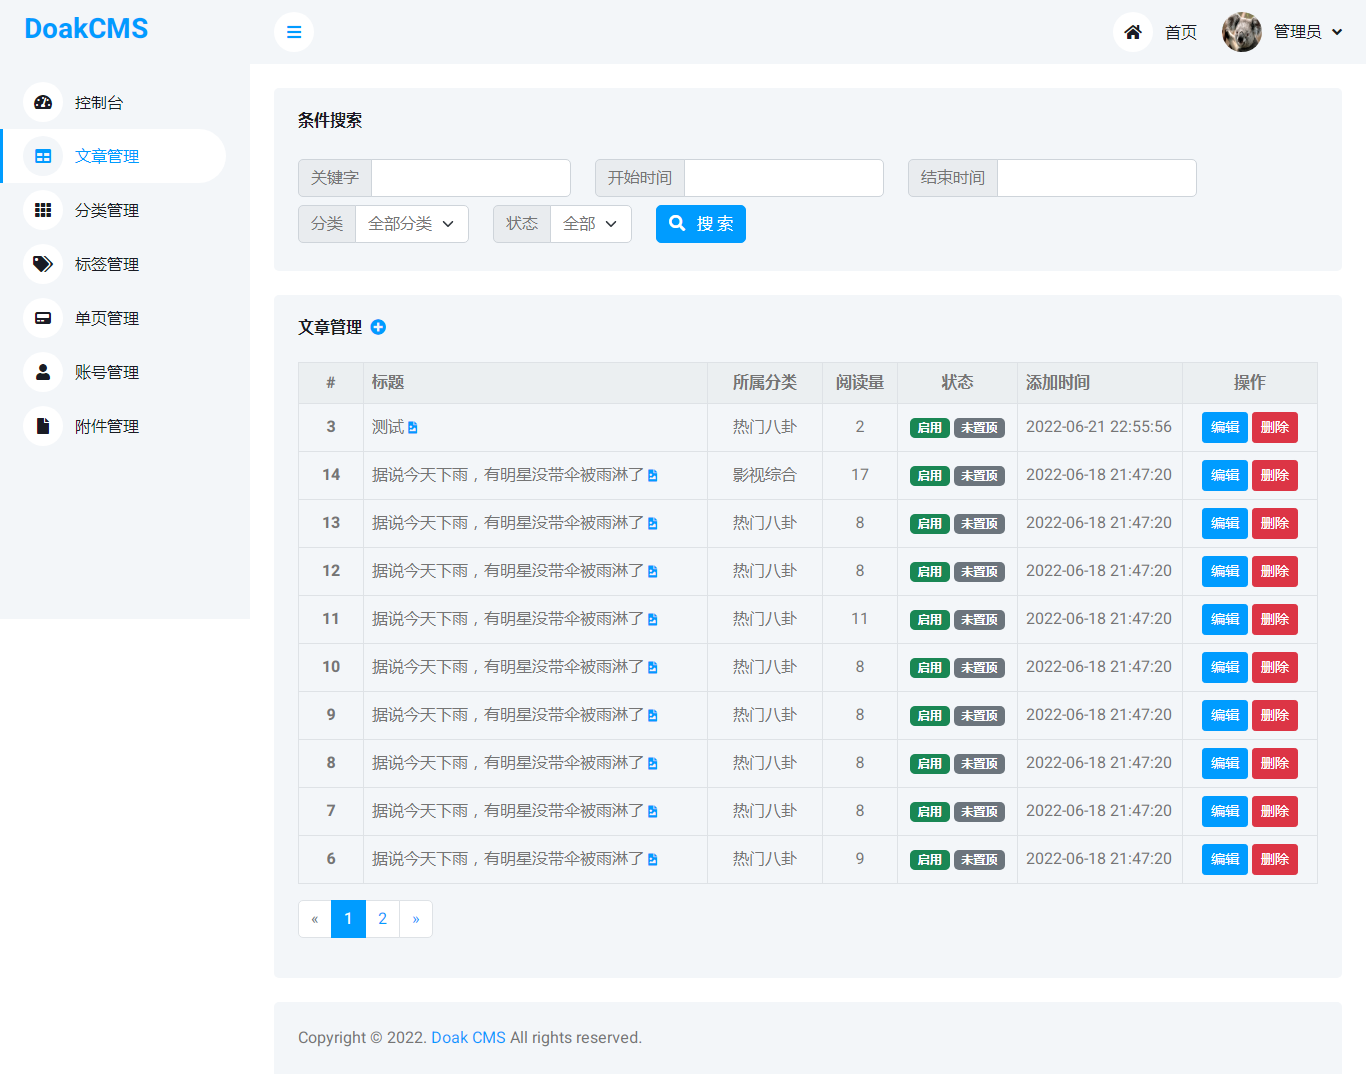 DoakCMS
首页 管理员
控制台
文章管理
分类管理
标签管理
单页管理
账号管理
附件管理
条件搜索
关键字 开始时间 结束时间
分类 全部分类 状态 全部 搜 索
文章管理
# 标题 所属分类 阅读量 状态 添加时间 操作
3 测试 热门八卦 2 启用 未置顶 2022-06-21 22:55:56 编辑 删除
14 据说今天下雨，有明星没带伞被雨淋了 影视综合 17 启用 未置顶 2022-06-18 21:47:20 编辑 删除
13 据说今天下雨，有明星没带伞被雨淋了 热门八卦 8 启用 未置顶 2022-06-18 21:47:20 编辑 删除
12 据说今天下雨，有明星没带伞被雨淋了 热门八卦 8 启用 未置顶 2022-06-18 21:47:20 编辑 删除
11 据说今天下雨，有明星没带伞被雨淋了 热门八卦 11 启用 未置顶 2022-06-18 21:47:20 编辑 删除
10 据说今天下雨，有明星没带伞被雨淋了 热门八卦 8 启用 未置顶 2022-06-18 21:47:20 编辑 删除
9 据说今天下雨，有明星没带伞被雨淋了 热门八卦 8 启用 未置顶 2022-06-18 21:47:20 编辑 删除
8 据说今天下雨，有明星没带伞被雨淋了 热门八卦 8 启用 未置顶 2022-06-18 21:47:20 编辑 删除
7 据说今天下雨，有明星没带伞被雨淋了 热门八卦 8 启用 未置顶 2022-06-18 21:47:20 编辑 删除
6 据说今天下雨，有明星没带伞被雨淋了 热门八卦 9 启用 未置顶 2022-06-18 21:47:20 编辑 删除
« 1 2 »
Copyright © 2022. Doak CMS All rights reserved.